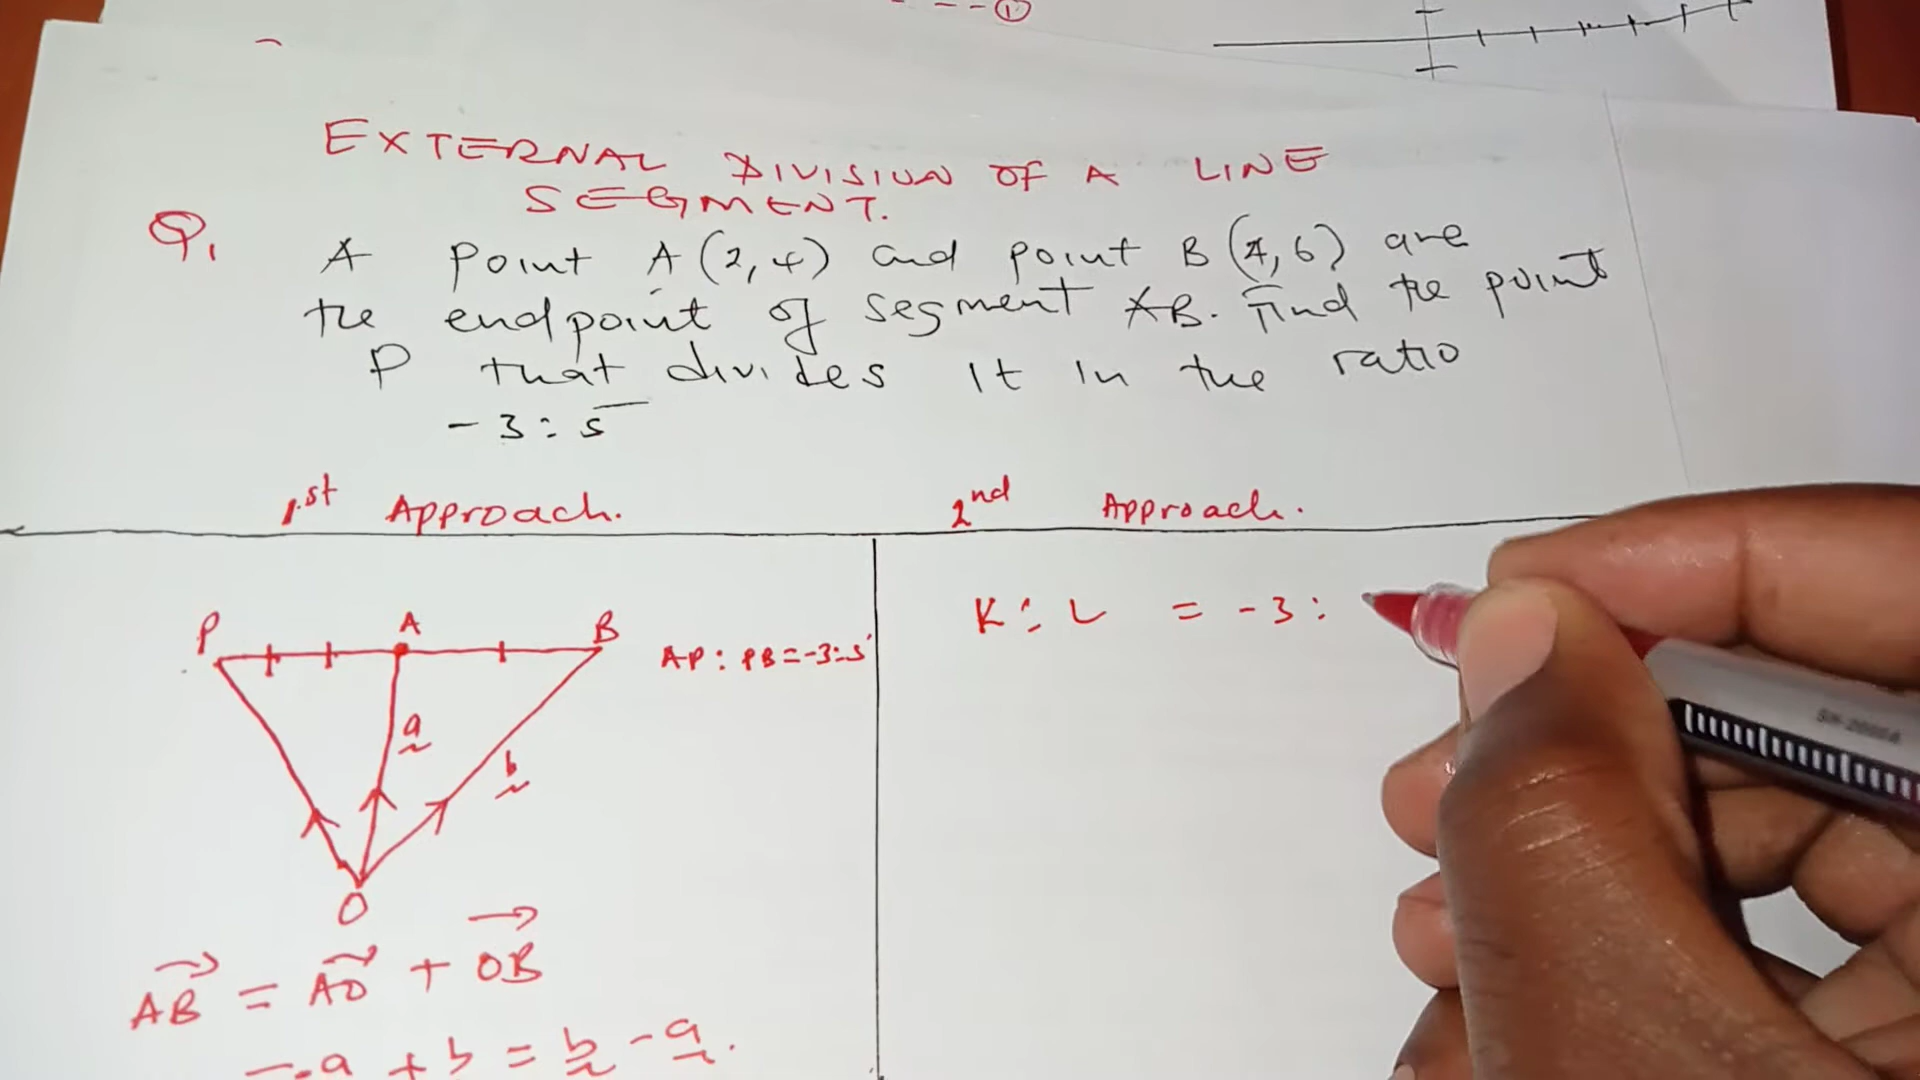 - - - ①
EXTERNAL DIVISION OF A LINE
SEGMENT.
Q1 A point A(2,4) and point B(4,6) are
the endpoint of segment AB. Find the point
P that divides it in the ratio
-3:5
1st Approach.
2nd Approach.
P A B
AP : PB = -3:5
a
b
O
AB = AO + OB
-a + b = b - a.
K : L = -3 :